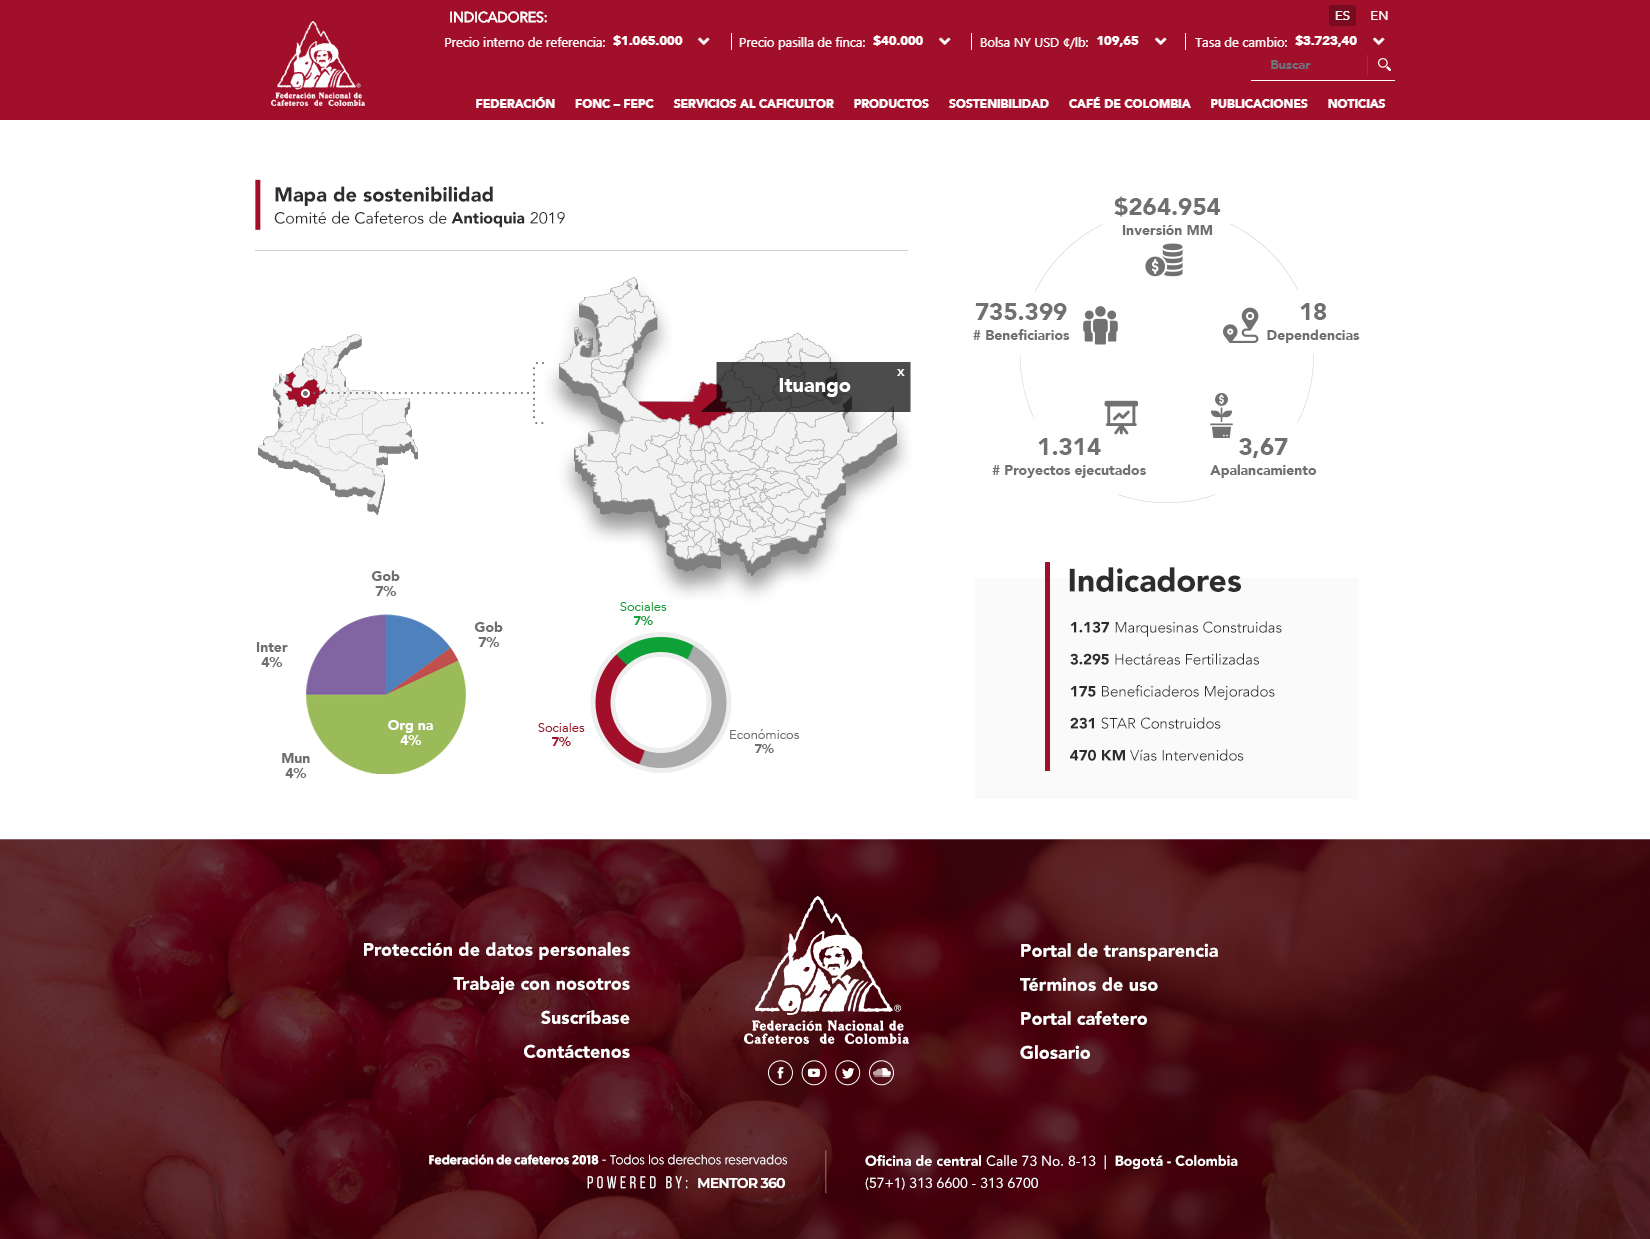 INDICADORES:
ES EN
Precio interno de referencia: $1.065.000
Precio pasilla de finca: $40.000
Bolsa NY USD ¢/lb: 109,65
Tasa de cambio: $3.723,40
Buscar
Federación Nacional de
Cafeteros de Colombia
FEDERACIÓN FONC – FEPC SERVICIOS AL CAFICULTOR PRODUCTOS SOSTENIBILIDAD CAFÉ DE COLOMBIA PUBLICACIONES NOTICIAS
Mapa de sostenibilidad
Comité de Cafeteros de Antioquia 2019
Ituango
x
$264.954
Inversión MM
735.399
# Beneficiarios
18
Dependencias
1.314
# Proyectos ejecutados
3,67
Apalancamiento
Gob
7%
Gob
7%
Inter
4%
Org na
4%
Mun
4%
Sociales
7%
Sociales
7%
Económicos
7%
Indicadores
1.137 Marquesinas Construidas
3.295 Hectáreas Fertilizadas
175 Beneficiaderos Mejorados
231 STAR Construidos
470 KM Vías Intervenidos
Protección de datos personales
Trabaje con nosotros
Suscríbase
Contáctenos
®
Federación Nacional de
Cafeteros de Colombia
Portal de transparencia
Términos de uso
Portal cafetero
Glosario
Federación de cafeteros 2018 - Todos los derechos reservados
POWERED BY: MENTOR 360
Oficina de central Calle 73 No. 8-13 | Bogotá - Colombia
(57+1) 313 6600 - 313 6700